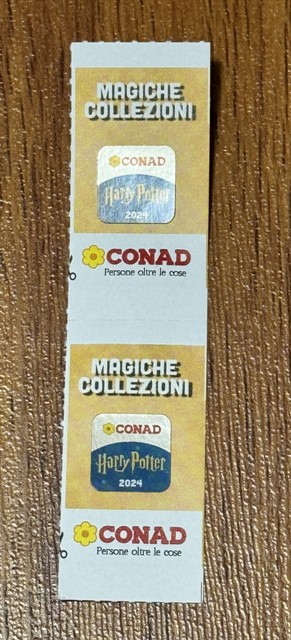 MAGICHE
COLLEZIONI
CONAD
Harry Potter
2024
CONAD
Persone oltre le cose
MAGICHE
COLLEZIONI
CONAD
Harry Potter
2024
CONAD
Persone oltre le cose